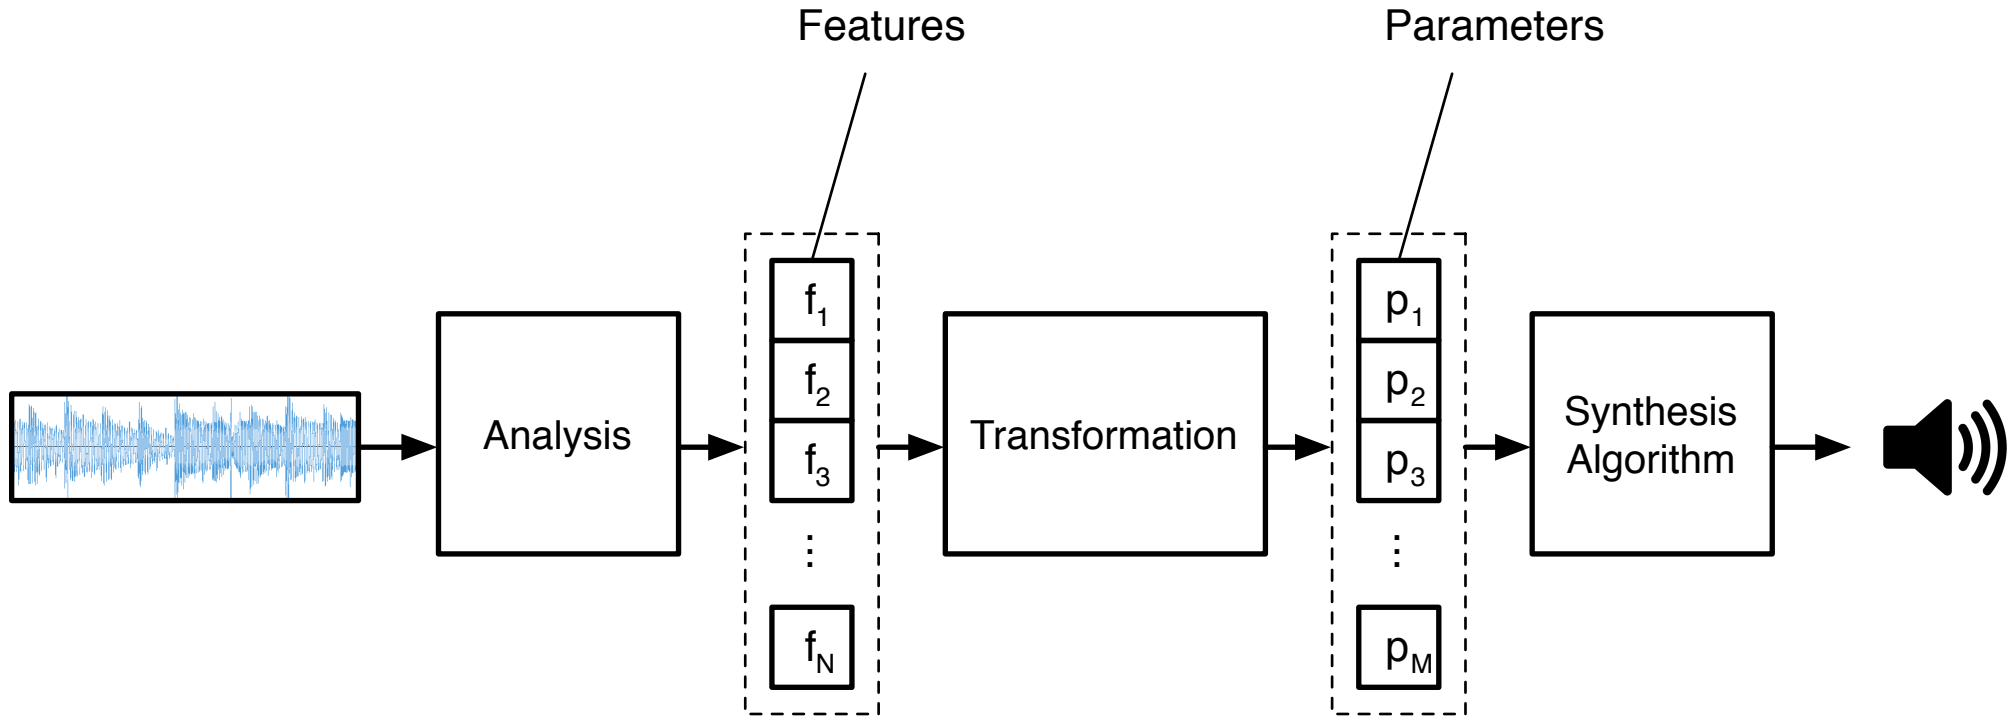 Features
Parameters
Analysis
f1
f2
f3
⋮
fN
Transformation
p1
p2
p3
⋮
pM
Synthesis
Algorithm